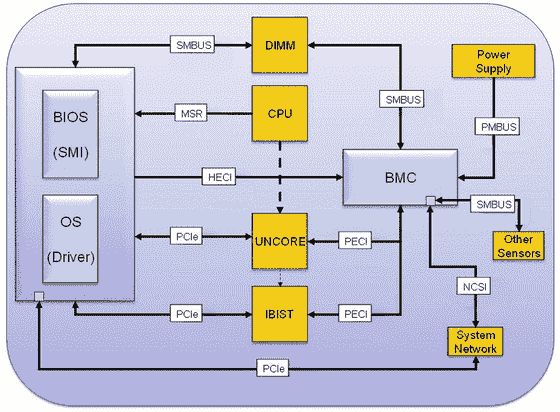 SMBUS
DIMM
Power
Supply
BIOS
(SMI)
MSR
CPU
SMBUS
PMBUS
HECI
BMC
OS
(Driver)
SMBUS
PCIe
UNCORE
PECI
Other
Sensors
NCSI
PCIe
IBIST
PECI
System
Network
PCIe